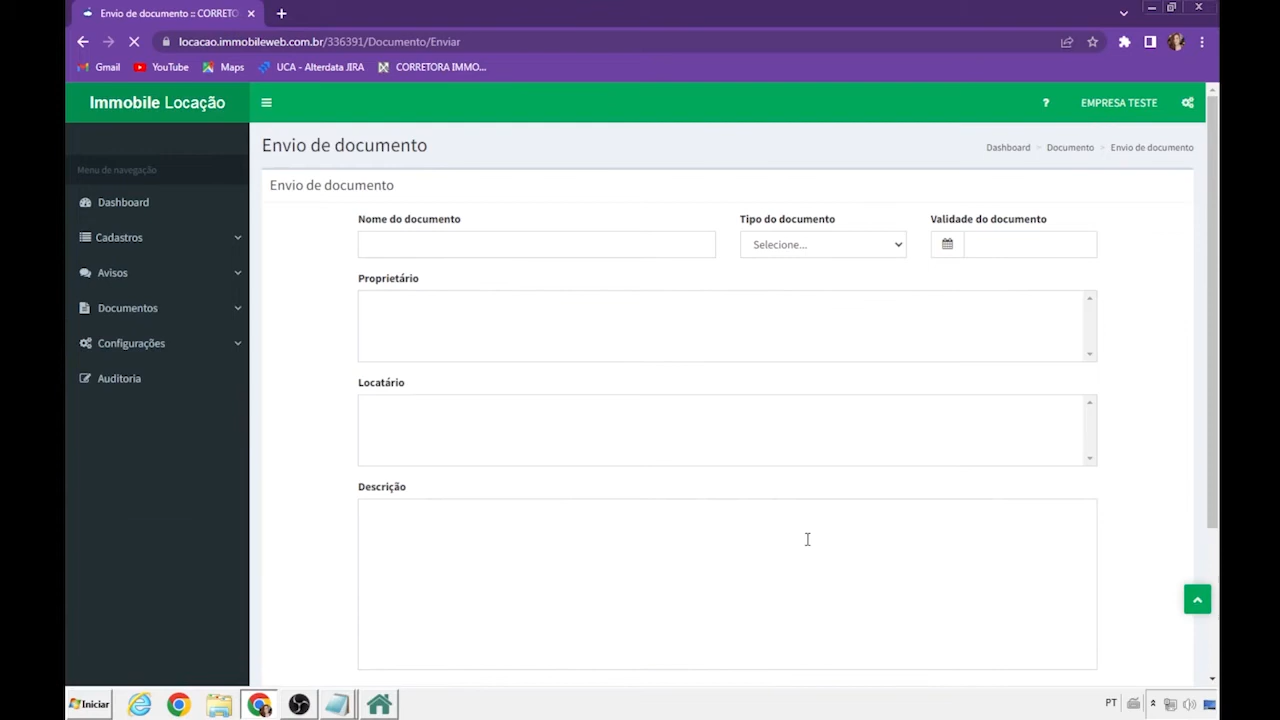 Envio de documento :: CORRETO
locacao.immobileweb.com.br/336391/Documento/Enviar
Gmail YouTube Maps UCA - Alterdata JIRA CORRETORA IMMO...
Immobile Locação ? EMPRESA TESTE
Envio de documento Dashboard > Documento > Envio de documento
Menu de navegação
Dashboard
Cadastros
Avisos
Documentos
Configurações
Auditoria
Envio de documento
Nome do documento Tipo do documento Validade do documento
Selecione...
Proprietário
Locatário
Descrição
Iniciar PT